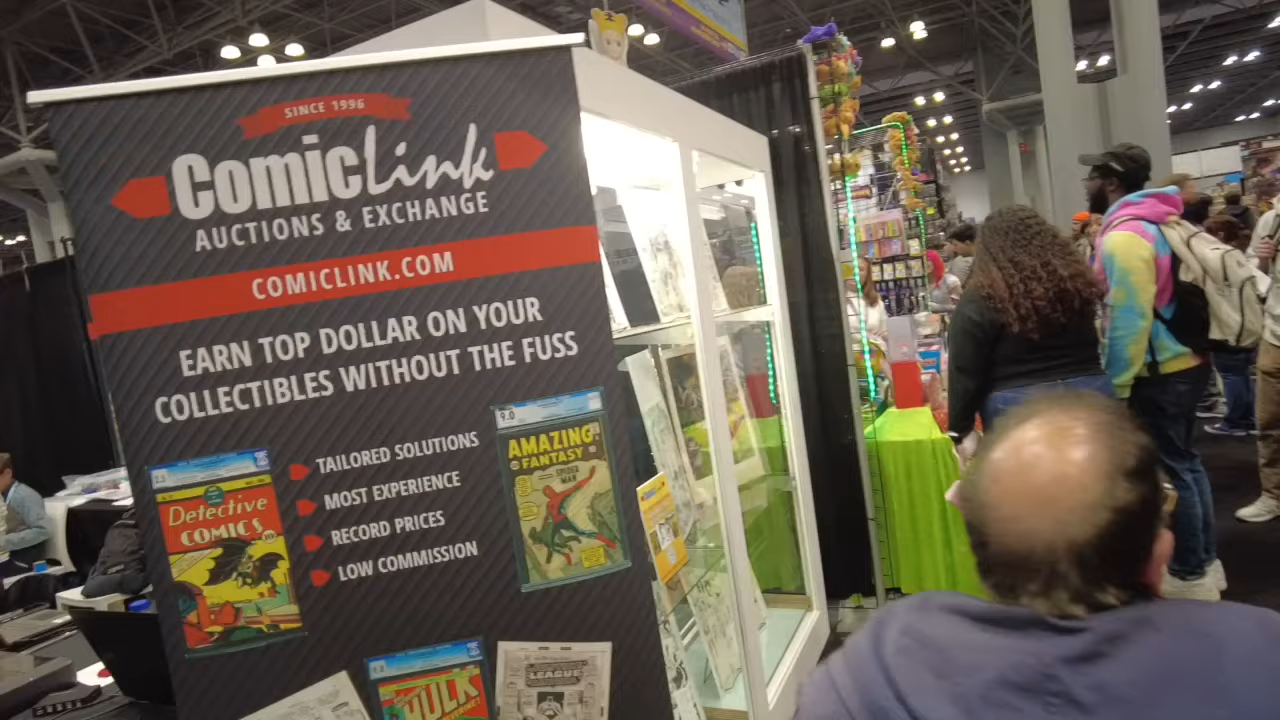 SINCE 1996
ComicLink
AUCTIONS & EXCHANGE
COMICLINK.COM
EARN TOP DOLLAR ON YOUR
COLLECTIBLES WITHOUT THE FUSS
TAILORED SOLUTIONS
MOST EXPERIENCE
RECORD PRICES
LOW COMMISSION
Detective
COMICS
9.0
AMAZING
FANTASY
SPIDER
MAN
HULK
LEAGUE